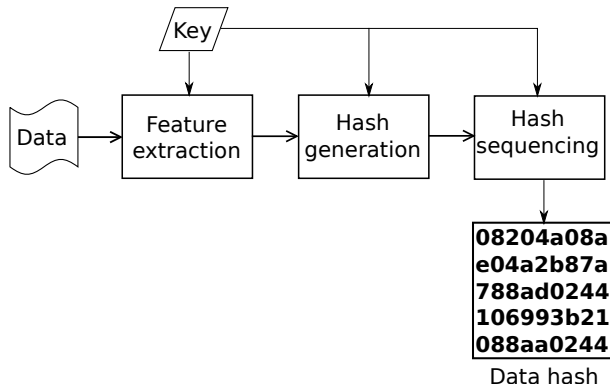 Key
Data
Feature
extraction
Hash
generation
Hash
sequencing
08204a08a
e04a2b87a
788ad0244
106993b21
088aa0244
Data hash